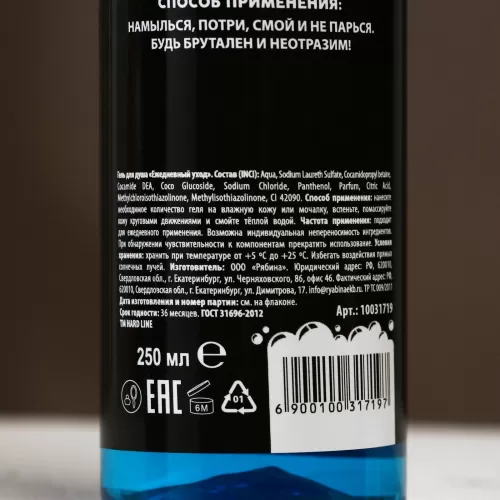 СПОСОБ ПРИМЕНЕНИЯ:
НАМЫЛЬСЯ, ПОТРИ, СМОЙ И НЕ ПАРЬСЯ.
БУДЬ БРУТАЛЕН И НЕОТРАЗИМ!
Гель для душа «Ежедневный уход». Состав (INCI): Aqua, Sodium Laureth Sulfate, Cocamidopropyl betaine,
Cocamide DEA, Coco Glucoside, Sodium Chloride, Panthenol, Parfum, Citric Acid,
Methylchloroisothiazolinone, Methylisothiazolinone, CI 42090. Способ применения: нанесите
необходимое количество геля на влажную кожу или мочалку, вспеньте, помассируйте
кожу круговыми движениями и смойте тёплой водой. Частота применения: подходит
для ежедневного применения. Возможна индивидуальная непереносимость ингредиентов.
При обнаружении чувствительности к компонентам прекратить использование. Условия
хранения: хранить при температуре от +5 °C до +25 °C. Избегать воздействия прямых
солнечных лучей. Изготовитель: ООО «Рябина». Юридический адрес: РФ, 620010,
Свердловская обл., г. Екатеринбург, ул. Черняховского, 86, офис 46. Фактический адрес: РФ,
620010, Свердловская обл., г. Екатеринбург, ул. Димитрова, 17. info@ryabinaekb.ru ТР ТС 009/2011
Дата изготовления и номер партии: см. на флаконе.
Срок годности: 36 месяцев. ГОСТ 31696-2012
TM HARD LINE
Арт.: 10031719
250 мл e
EAC 6M 01
6 900100 317197